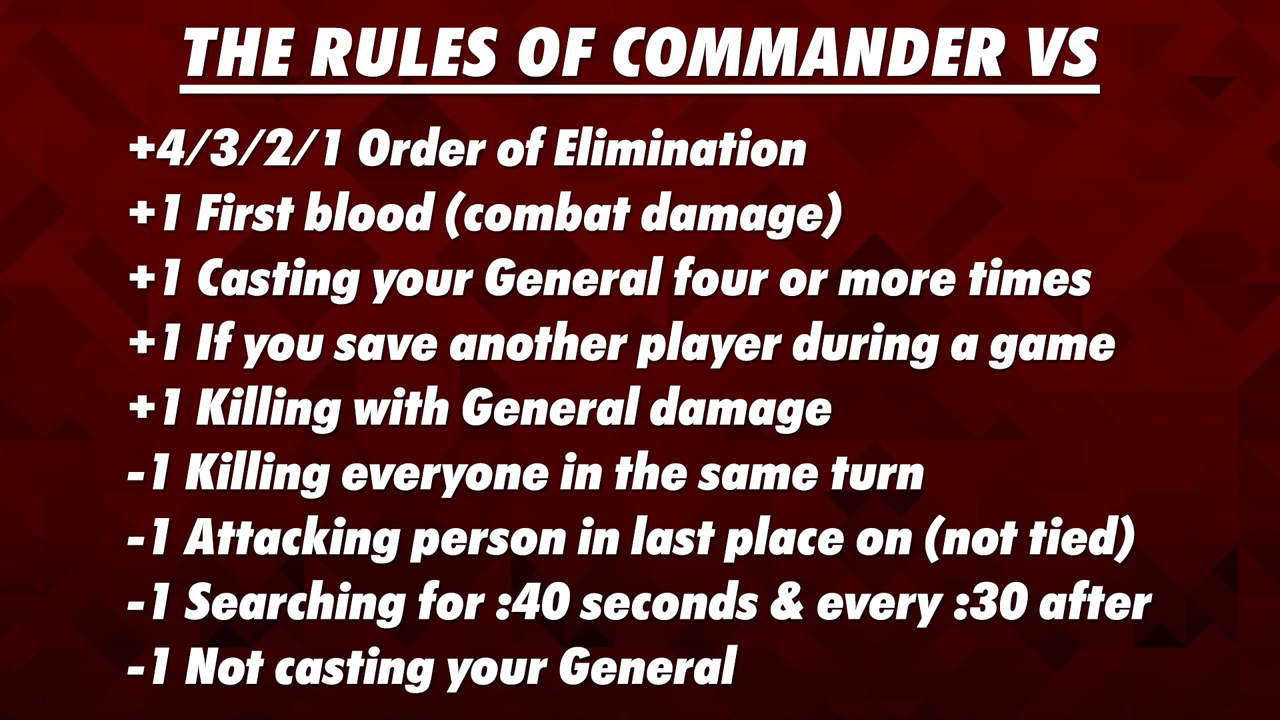 THE RULES OF COMMANDER VS
+4/3/2/1 Order of Elimination
+1 First blood (combat damage)
+1 Casting your General four or more times
+1 If you save another player during a game
+1 Killing with General damage
-1 Killing everyone in the same turn
-1 Attacking person in last place on (not tied)
-1 Searching for :40 seconds & every :30 after
-1 Not casting your General